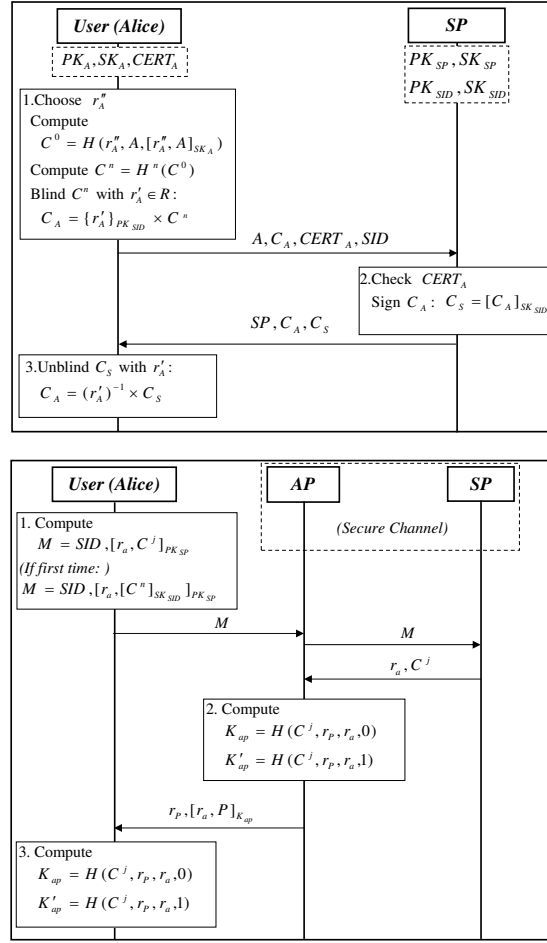 User (Alice)
SP
PK_A, SK_A, CERT_A
PK_SP, SK_SP
PK_SID, SK_SID
1.Choose r''_A
Compute
C^0 = H(r''_A, A, [r''_A, A]_{SK_A})
Compute C^n = H^n(C^0)
Blind C^n with r'_A ∈ R:
C_A = {r'_A}_{PK_SID} × C^n
A, C_A, CERT_A, SID
2.Check CERT_A
Sign C_A: C_S = [C_A]_{SK_SID}
SP, C_A, C_S
3.Unblind C_S with r'_A:
C_A = (r'_A)^{-1} × C_S
User (Alice)
AP
SP
(Secure Channel)
1. Compute
M = SID, [r_a, C^j]_{PK_SP}
(If first time: )
M = SID, [r_a, [C^n]_{SK_SID}]_{PK_SP}
M
M
r_a, C^j
2. Compute
K_ap = H(C^j, r_P, r_a, 0)
K'_ap = H(C^j, r_P, r_a, 1)
r_P, [r_a, P]_{K_ap}
3. Compute
K_ap = H(C^j, r_P, r_a, 0)
K'_ap = H(C^j, r_P, r_a, 1)